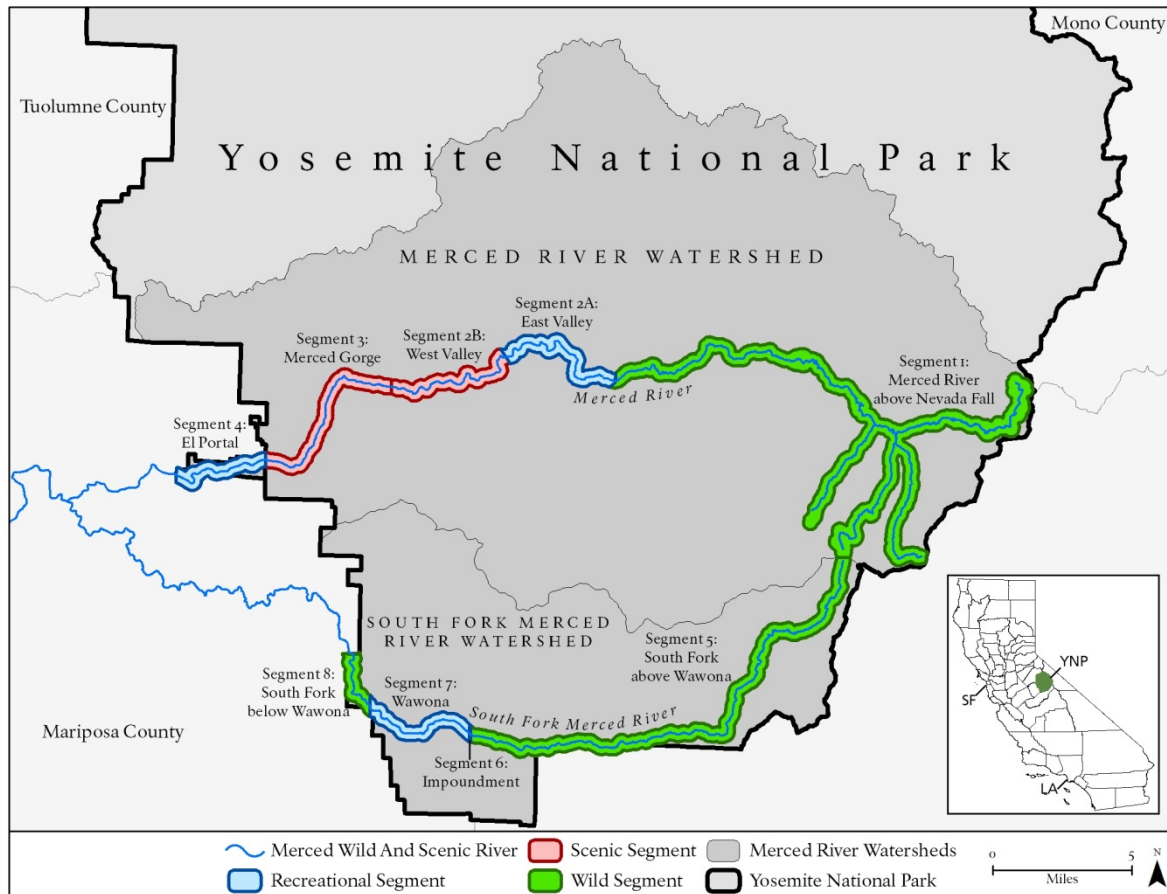 Mono County
Tuolumne County
Yosemite National Park
MERCED RIVER WATERSHED
Segment 2A:
East Valley
Segment 3:
Merced Gorge
Segment 2B:
West Valley
Segment 1:
Merced River
above Nevada Fall
Merced River
Segment 4:
El Portal
SOUTH FORK MERCED
RIVER WATERSHED
Segment 5:
South Fork
above Wawona
Segment 8:
South Fork
below Wawona
Segment 7:
Wawona
South Fork Merced River
Mariposa County
Segment 6:
Impoundment
YNP
SF
LA
Merced Wild And Scenic River
Scenic Segment
Merced River Watersheds
Recreational Segment
Wild Segment
Yosemite National Park
0 5
Miles
N